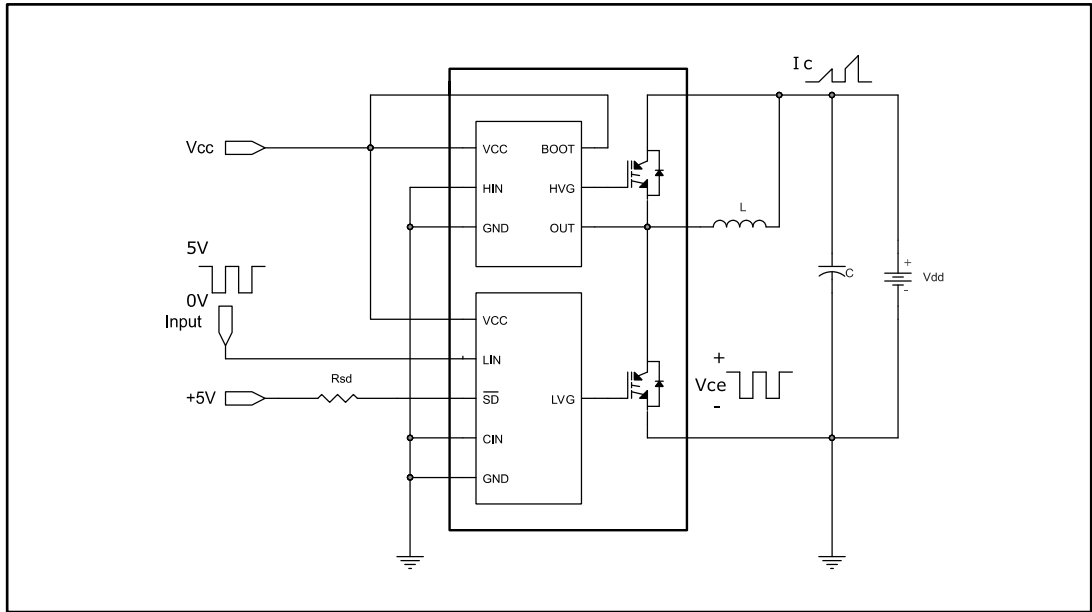 Ic
Vcc
VCC
BOOT
HIN
HVG
GND
OUT
L
5V
0V
Input
C
+
-
Vdd
VCC
LIN
Rsd
+5V
SD
LVG
CIN
GND
+
Vce
-